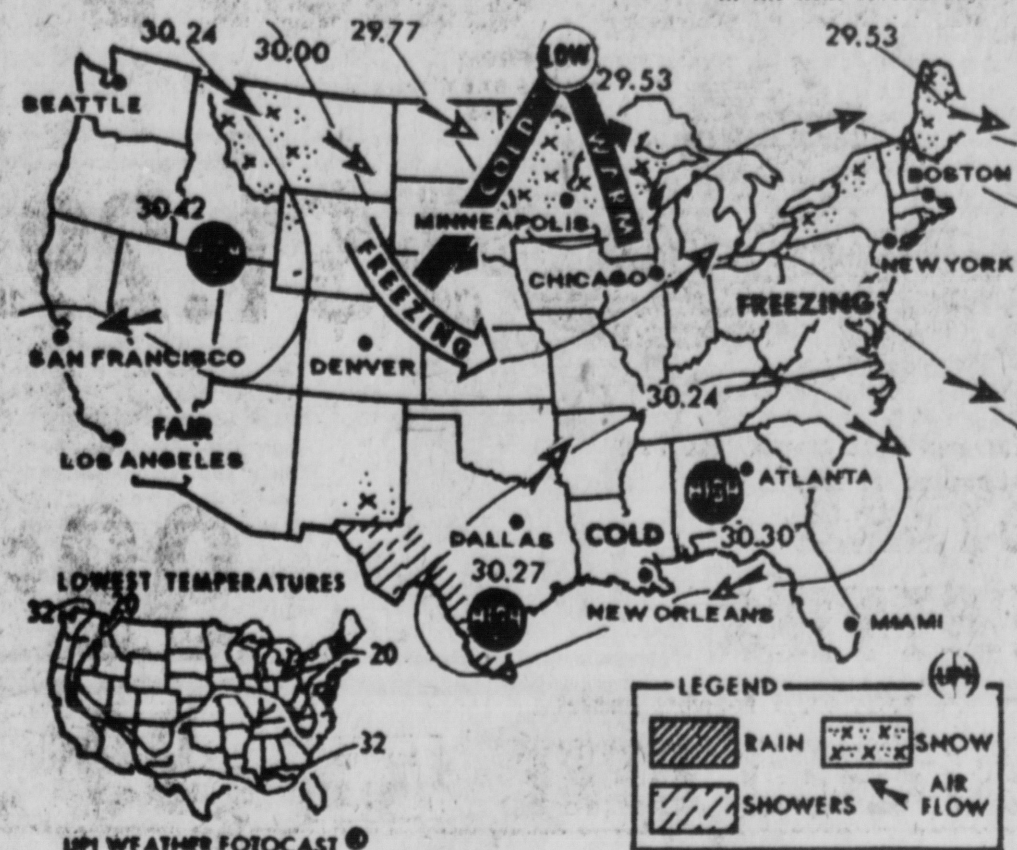 30.24
30.00
29.77
29.53
LOW
29.53
SEATTLE
COLD
WARM
BOSTON
30.42
HIGH
MINNEAPOLIS
NEW YORK
CHICAGO
FREEZING
FREEZING
SAN FRANCISCO
DENVER
30.24
FAIR
LOS ANGELES
HIGH
ATLANTA
DALLAS
COLD
30.30
30.27
HIGH
NEW ORLEANS
MIAMI
LOWEST TEMPERATURES
32
20
32
UPI
LEGEND
RAIN
SNOW
SHOWERS
AIR
FLOW
UPI WEATHER FOTOCAST ®